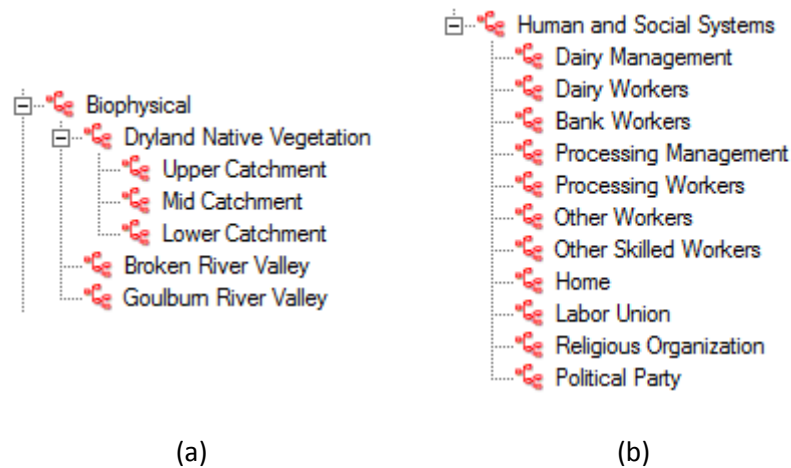 Biophysical
Dryland Native Vegetation
Upper Catchment
Mid Catchment
Lower Catchment
Broken River Valley
Goulburn River Valley
(a)
Human and Social Systems
Dairy Management
Dairy Workers
Bank Workers
Processing Management
Processing Workers
Other Workers
Other Skilled Workers
Home
Labor Union
Religious Organization
Political Party
(b)